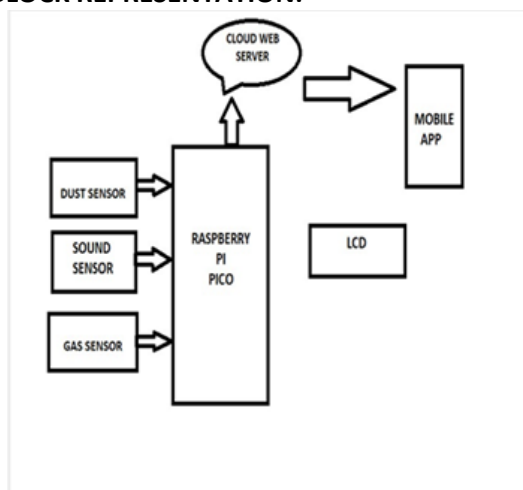 CLOUD WEB
SERVER
MOBILE
APP
DUST SENSOR
SOUND
SENSOR
RASPBERRY
PI
PICO
LCD
GAS SENSOR